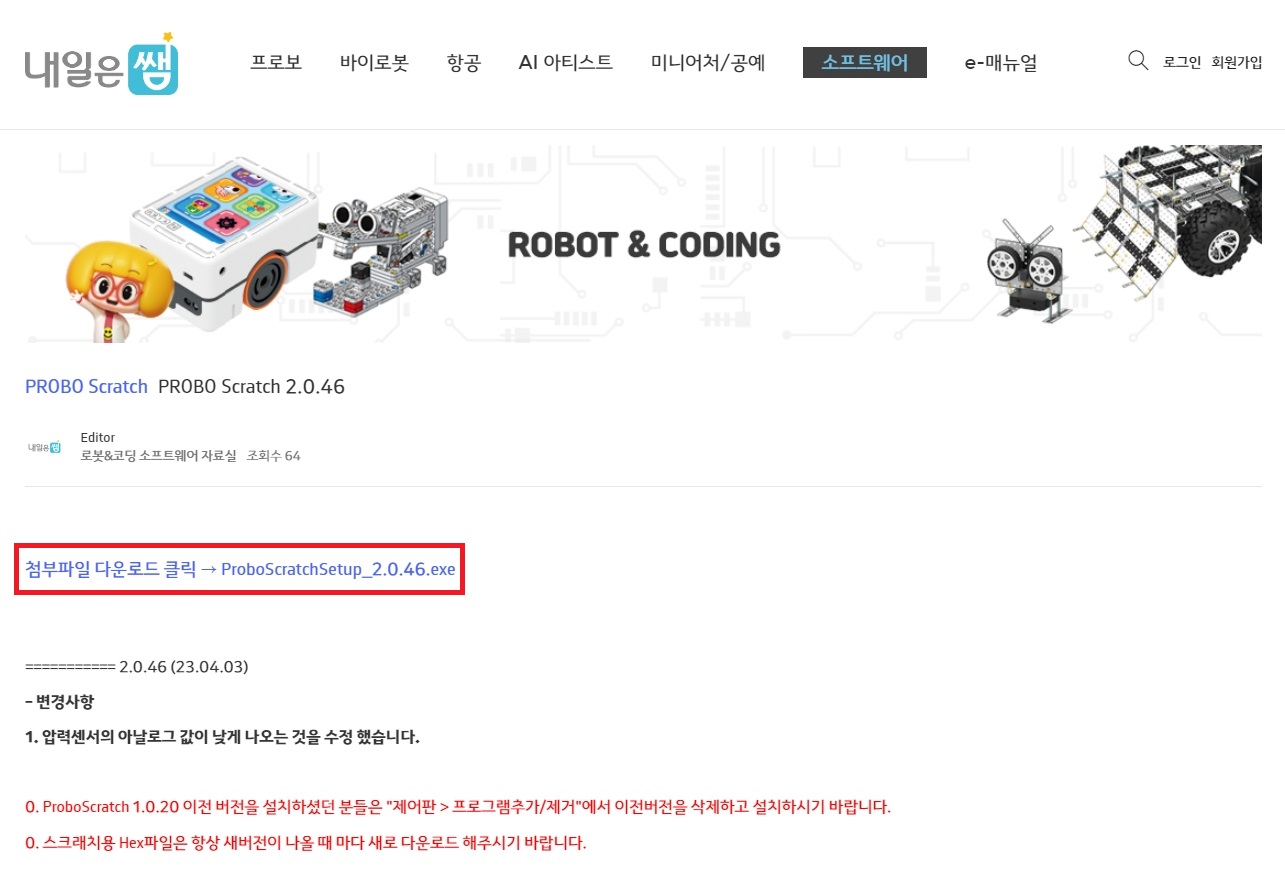 내일은 쌤
프로보 바이로봇 항공 AI 아티스트 미니어처/공예 소프트웨어 e-매뉴얼 로그인 회원가입
ROBOT & CODING
PROBO Scratch PROBO Scratch 2.0.46
내일은쌤
Editor
로봇&코딩 소프트웨어 자료실 조회수 64
첨부파일 다운로드 클릭 → ProboScratchSetup_2.0.46.exe
=========== 2.0.46 (23.04.03)
- 변경사항
1. 압력센서의 아날로그 값이 낮게 나오는 것을 수정 했습니다.
0. ProboScratch 1.0.20 이전 버전을 설치하셨던 분들은 "제어판 > 프로그램추가/제거"에서 이전버전을 삭제하고 설치하시기 바랍니다.
0. 스크래치용 Hex파일은 항상 새버전이 나올 때 마다 새로 다운로드 해주시기 바랍니다.